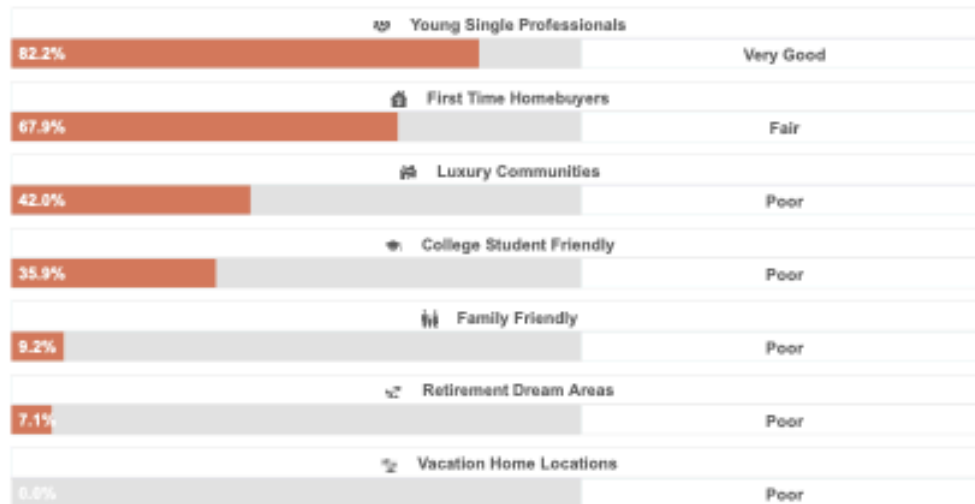 Young Single Professionals
82.2% Very Good
First Time Homebuyers
67.9% Fair
Luxury Communities
42.0% Poor
College Student Friendly
35.9% Poor
Family Friendly
9.2% Poor
Retirement Dream Areas
7.1% Poor
Vacation Home Locations
0.0% Poor